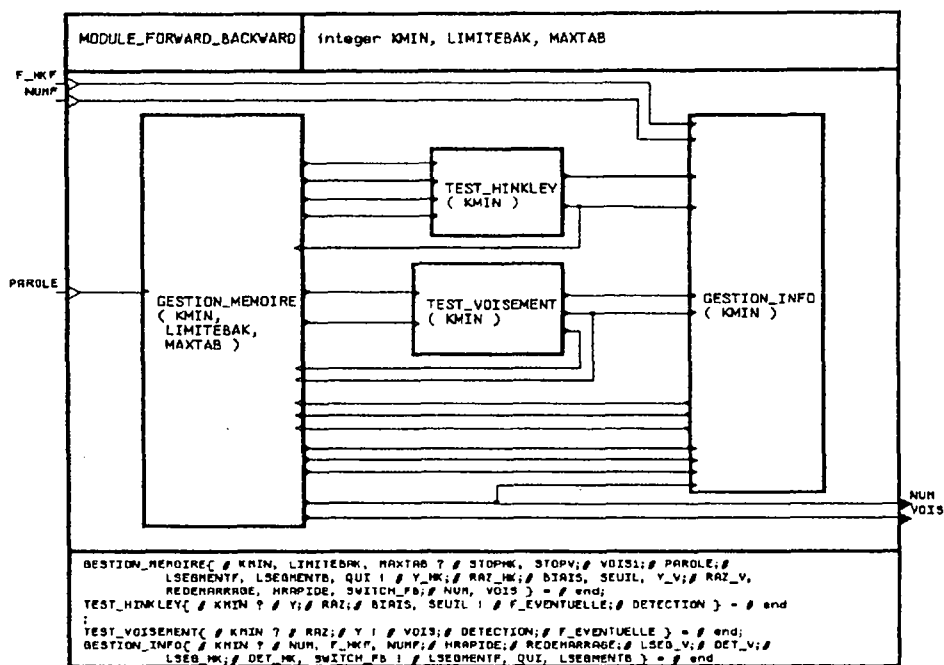 MODULE_FORWARD_BACKWARD integer KMIN, LIMITEBAK, MAXTAB
F_HKF
NUMF
TEST_HINKLEY
( KMIN )
PAROLE
GESTION_MEMOIRE
( KMIN,
LIMITEBAK,
MAXTAB )
TEST_VOISEMENT
( KMIN )
GESTION_INFO
( KMIN )
NUM
VOIS
GESTION_MEMOIRE{ # KMIN, LIMITEBAK, MAXTAB ? # STOPHK, STOPV;# VOIS1;# PAROLE;#
LSEGMENTF, LSEGMENTB, QUI ! # Y_HK;# RAZ_HK;# BIAIS, SEUIL, Y_V;# RAZ_V,
REDEMARRAGE, HRAPIDE, SWITCH_FB;# NUM, VOIS } = # end;
TEST_HINKLEY{ # KMIN ? # Y;# RAZ;# BIAIS, SEUIL ! # F_EVENTUELLE;# DETECTION } = # end
;
TEST_VOISEMENT{ # KMIN ? # RAZ;# Y ! # VOIS;# DETECTION;# F_EVENTUELLE } = # end;
GESTION_INFO{ # KMIN ? # NUM, F_HKF, NUMF;# HRAPIDE;# REDEMARRAGE;# LSEG_V;# DET_V;#
LSEG_HK;# DET_HK, SWITCH_FB ! # LSEGMENTF, QUI, LSEGMENTB } = # end